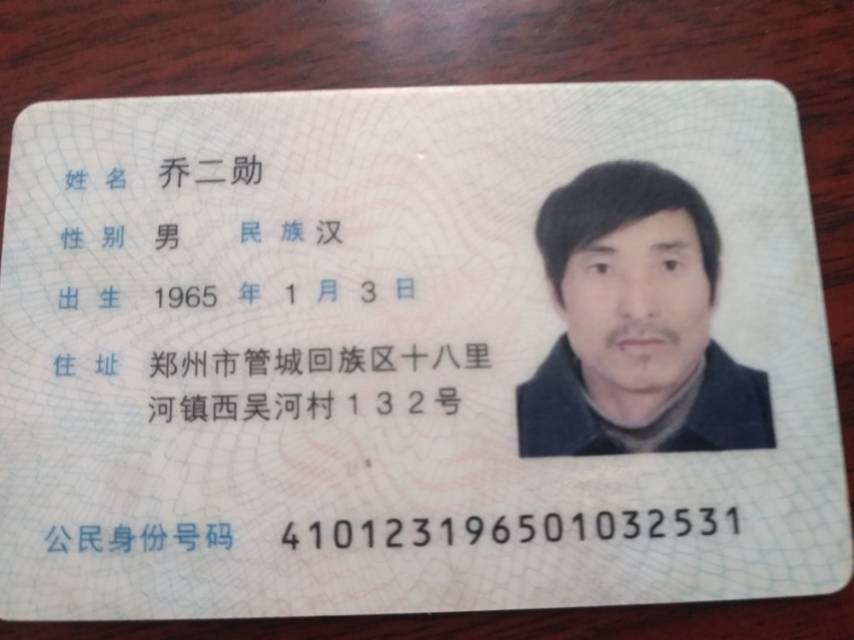 姓名 乔二勋
性别 男 民族 汉
出生 1965 年 1 月 3 日
住址 郑州市管城回族区十八里
河镇西吴河村132号
公民身份号码 410123196501032531